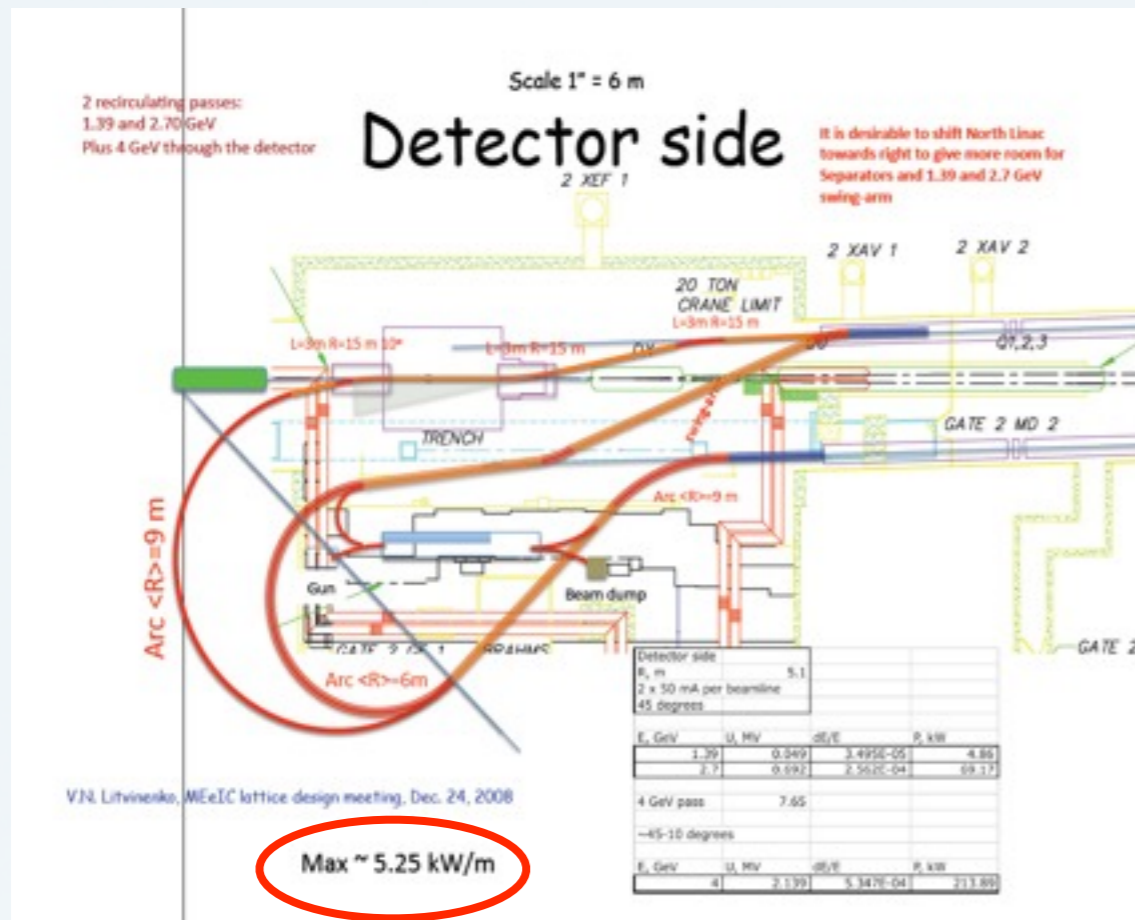 Scale 1" = 6 m
2 recirculating passes:
1.39 and 2.70 GeV
Plus 4 GeV through the detector
Detector side
It is desirable to shift North Linac
towards right to give more room for
Separators and 1.39 and 2.7 GeV
swing-arm
2 XEF 1
2 XAV 1
2 XAV 2
20 TON
CRANE LIMIT
L=3m R=15 m
L=3m R=15 m 10º
L=3m R=15 m
DX
Q1,2,3
swing-arm
TRENCH
GATE 2 MD 2
Arc <R>=9 m
Arc <R>=9 m
Gun
Beam dump
BRAHMS
GATE 2
Arc <R>=6m
Detector side
R, m 5.1
2 x 50 mA per beamline
45 degrees
E, GeV U, MV dE/E P, kW
1.39 0.049 3.495E-05 4.86
2.7 0.692 2.562E-04 69.17
4 GeV pass 7.65
~45-10 degrees
E, GeV U, MV dE/E P, kW
4 2.139 5.347E-04 213.89
V.N. Litvinenko, MEeIC lattice design meeting, Dec. 24, 2008
Max ~ 5.25 kW/m